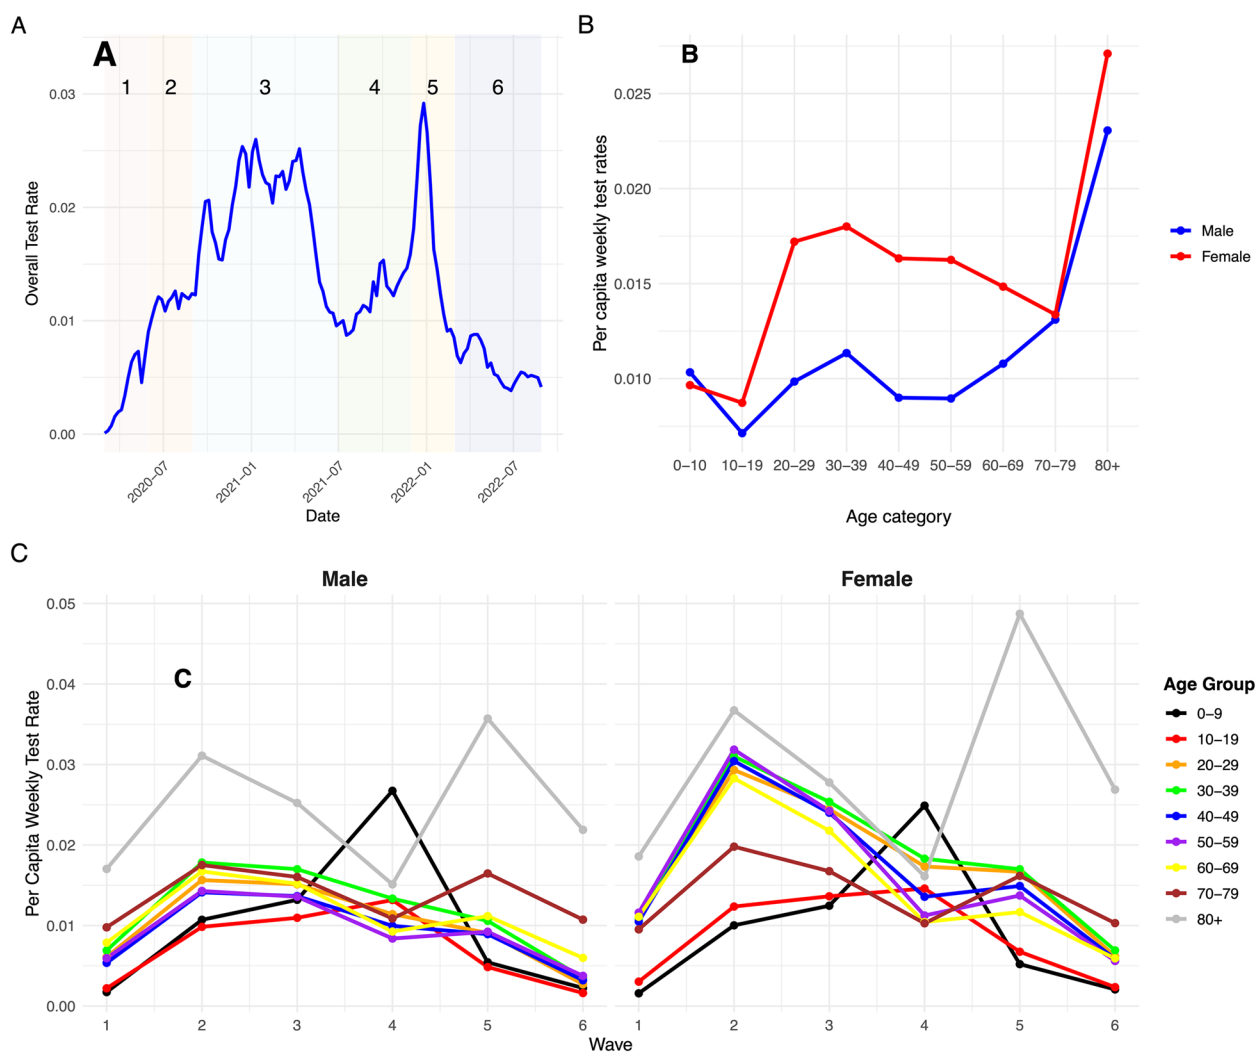 A
B
A
B
1 2 3 4 5 6
0.03
0.02
0.01
0.00
Overall Test Rate
2020−07
2021−01
2021−07
2022−01
2022−07
Date
0.025
0.020
0.015
0.010
Per capita weekly test rates
0−10 10−19 20−29 30−39 40−49 50−59 60−69 70−79 80+
Age category
Male
Female
C
Male
Female
C
0.05
0.04
0.03
0.02
0.01
0.00
Per Capita Weekly Test Rate
1 2 3 4 5 6
1 2 3 4 5 6
Wave
Age Group
0−9
10−19
20−29
30−39
40−49
50−59
60−69
70−79
80+